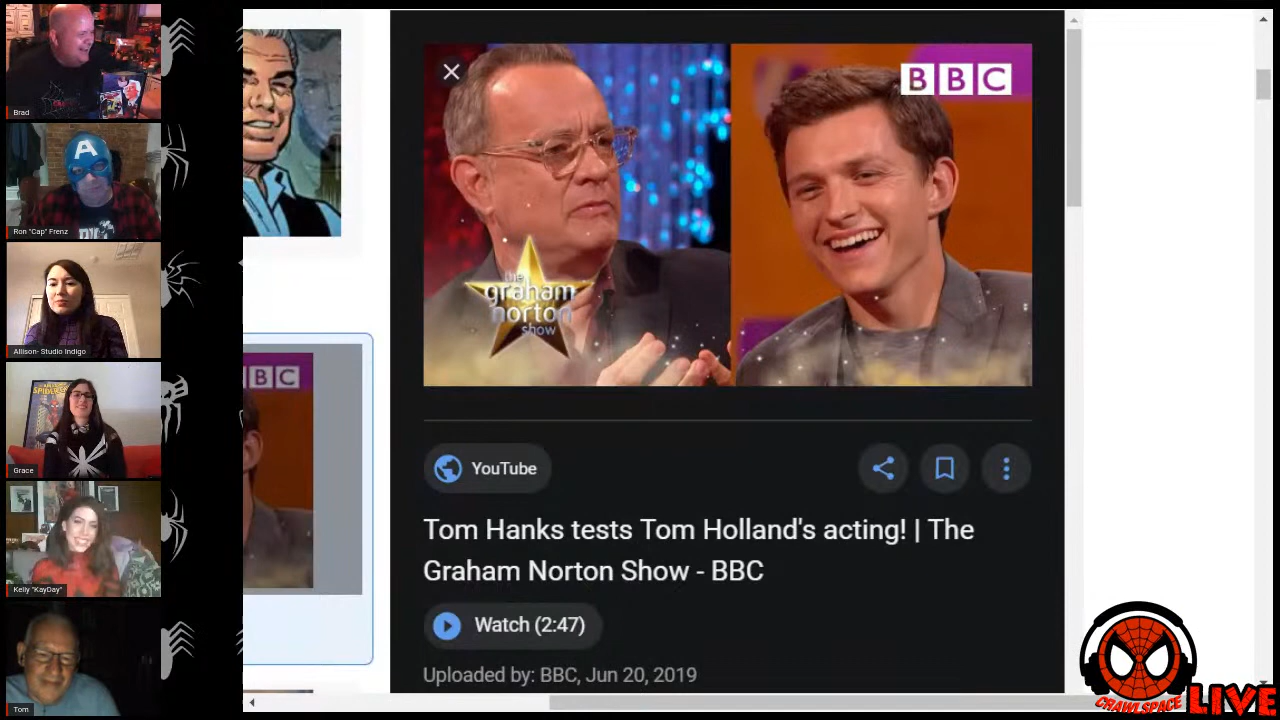 Brad
A
Ron "Cap" Frenz
Allison- Studio Indigo
SPIDER
Grace
Kelly "KayDay"
Tom
BBC
the
graham
norton
show
BBC
YouTube
Tom Hanks tests Tom Holland's acting! | The
Graham Norton Show - BBC
Watch (2:47)
Uploaded by: BBC, Jun 20, 2019
CRAWLSPACE
LIVE